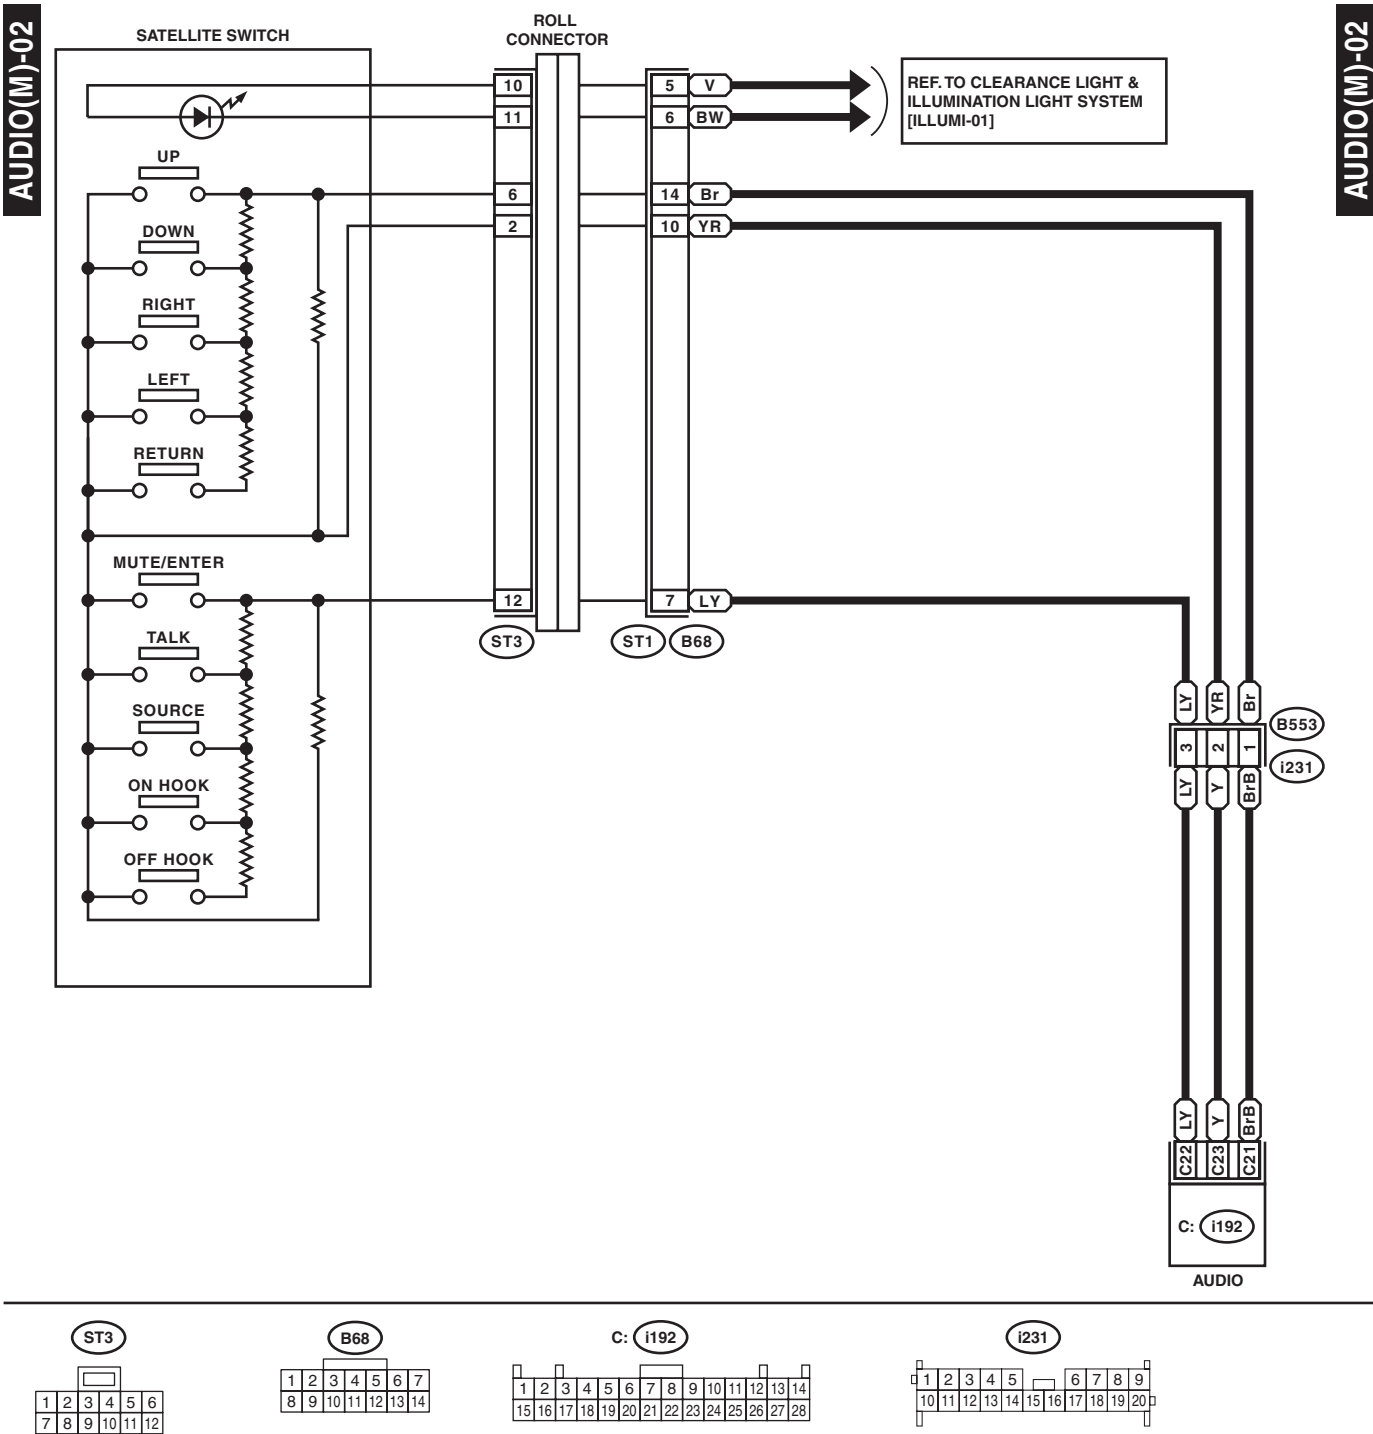 AUDIO(M)-02
AUDIO(M)-02
SATELLITE SWITCH
ROLL
CONNECTOR
10
5
V
11
6
BW
REF. TO CLEARANCE LIGHT &
ILLUMINATION LIGHT SYSTEM
[ILLUMI-01]
UP
6
14
Br
2
10
YR
DOWN
RIGHT
LEFT
RETURN
MUTE/ENTER
12
7
LY
ST3
ST1
B68
TALK
SOURCE
ON HOOK
OFF HOOK
LY
YR
Br
B553
3
2
1
i231
LY
Y
BrB
LY
Y
BrB
C22
C23
C21
C: i192
AUDIO
ST3
1 2 3 4 5 6
7 8 9 10 11 12
B68
1 2 3 4 5 6 7
8 9 10 11 12 13 14
C: i192
1 2 3 4 5 6 7 8 9 10 11 12 13 14
15 16 17 18 19 20 21 22 23 24 25 26 27 28
i231
1 2 3 4 5 6 7 8 9
10 11 12 13 14 15 16 17 18 19 20